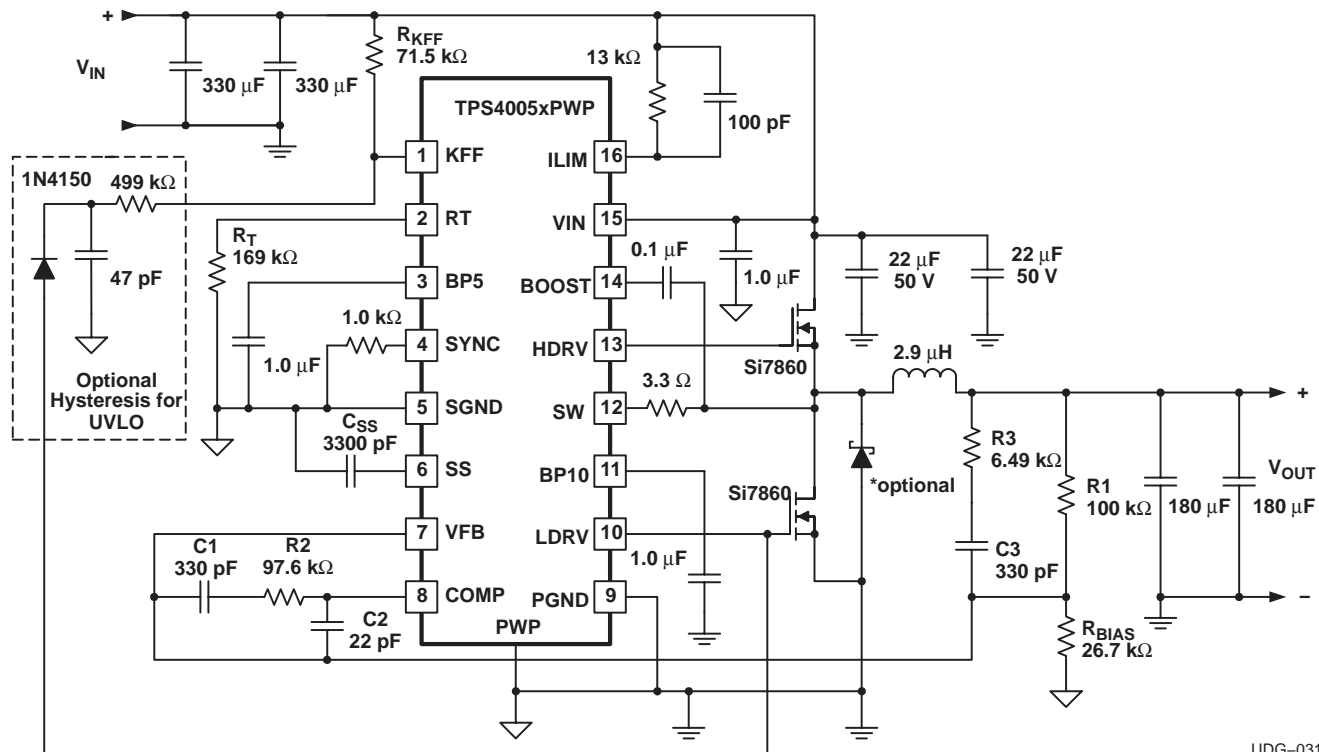 +
R_KFF
71.5 kΩ
V_IN
330 μF
330 μF
13 kΩ
100 pF
TPS4005xPWP
1 KFF
ILIM 16
1N4150
499 kΩ
2 RT
VIN 15
R_T
169 kΩ
47 pF
0.1 μF
1.0 μF
22 μF
50 V
22 μF
50 V
3 BP5
BOOST 14
1.0 kΩ
4 SYNC
HDRV 13
Si7860
1.0 μF
2.9 μH
Optional
Hysteresis for
UVLO
3.3 Ω
5 SGND
SW 12
+
C_SS
3300 pF
R3
6.49 kΩ
6 SS
BP10 11
*optional
V_OUT
Si7860
R1
100 kΩ
180 μF
180 μF
7 VFB
LDRV 10
C1
330 pF
R2
97.6 kΩ
1.0 μF
C3
330 pF
8 COMP
PGND 9
−
C2
22 pF
PWP
R_BIAS
26.7 kΩ
UDG–031